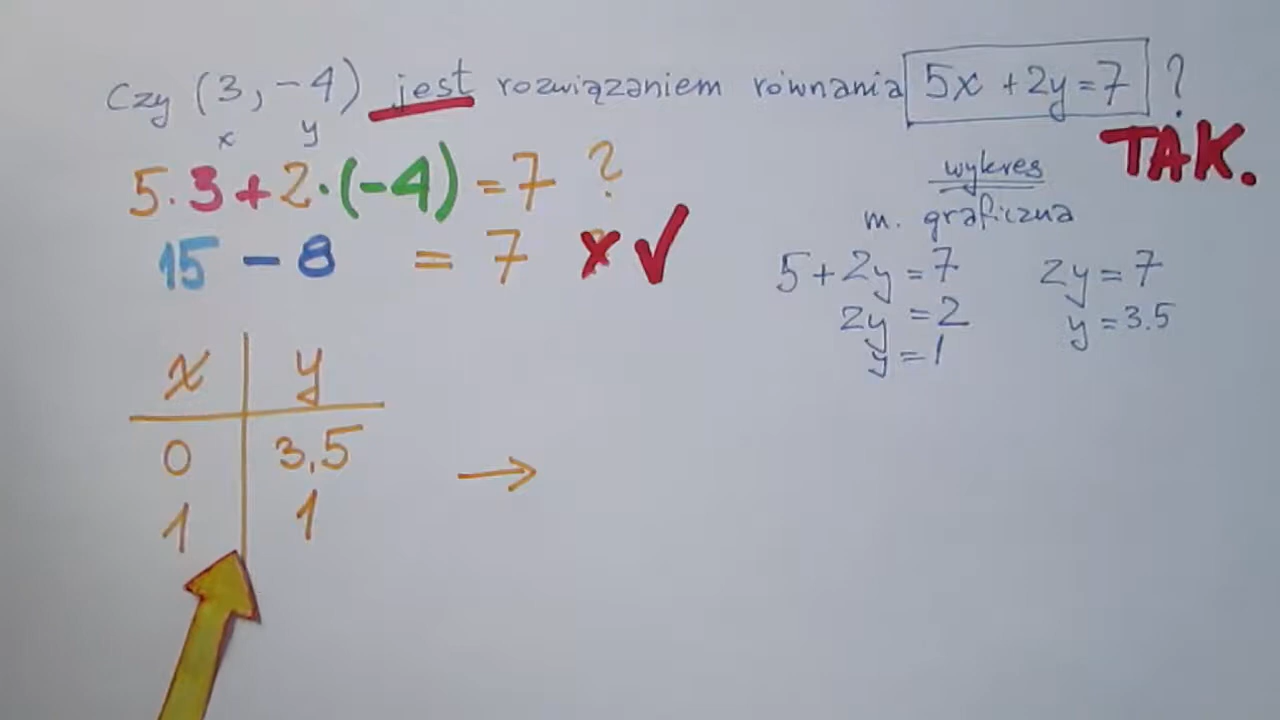 Czy (3, -4) jest rozwiązaniem równania 5x + 2y = 7 ?
x y
TAK.
5·3 + 2·(-4) = 7 ?
15 - 8 = 7
wykres
m. graficzna
5 + 2y = 7
2y = 2
y = 1
2y = 7
y = 3.5
x y
0 3,5
1 1